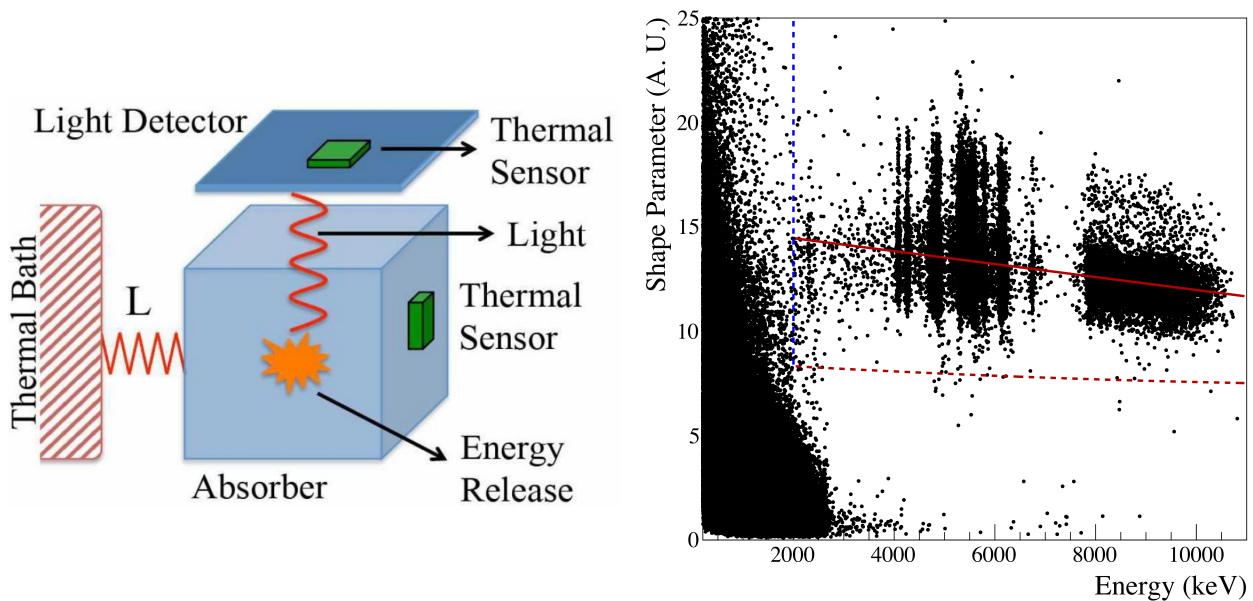 Light Detector
Thermal
Sensor
Light
Thermal Bath
L
Thermal
Sensor
Energy
Release
Absorber
Shape Parameter (A. U.)
25
20
15
10
5
0
2000
4000
6000
8000
10000
Energy (keV)